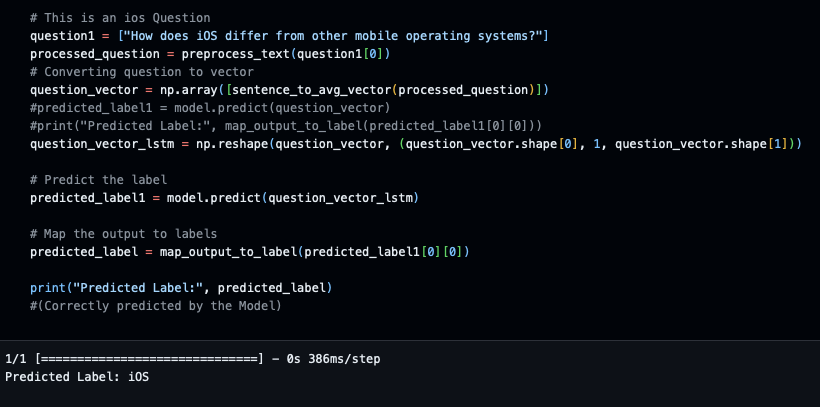 # This is an ios Question
question1 = ["How does iOS differ from other mobile operating systems?"]
processed_question = preprocess_text(question1[0])
# Converting question to vector
question_vector = np.array([sentence_to_avg_vector(processed_question)])
#predicted_label1 = model.predict(question_vector)
#print("Predicted Label:", map_output_to_label(predicted_label1[0][0]))
question_vector_lstm = np.reshape(question_vector, (question_vector.shape[0], 1, question_vector.shape[1]))
# Predict the label
predicted_label1 = model.predict(question_vector_lstm)
# Map the output to labels
predicted_label = map_output_to_label(predicted_label1[0][0])
print("Predicted Label:", predicted_label)
#(Correctly predicted by the Model)
1/1 [==============================] - 0s 386ms/step
Predicted Label: iOS